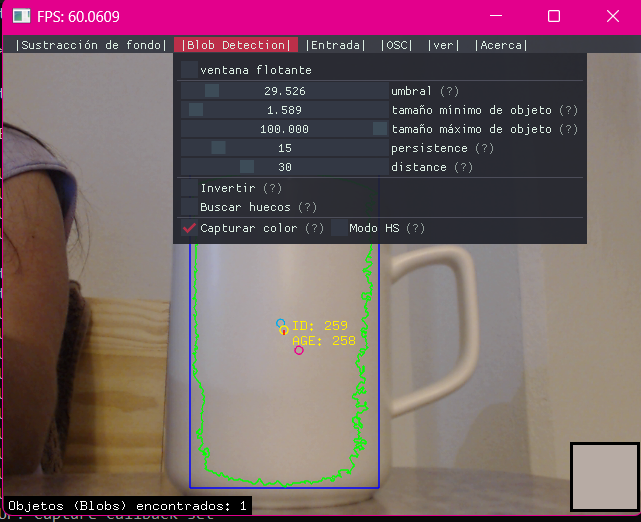 FPS: 60.0609
|Sustracción de fondo| |Blob Detection| |Entrada| |OSC| |ver| |Acerca|
ventana flotante
29.526 umbral (?)
1.589 tamaño mínimo de objeto (?)
100.000 tamaño máximo de objeto (?)
15 persistence (?)
30 distance (?)
Invertir (?)
Buscar huecos (?)
Capturar color (?) Modo HS (?)
ID: 259
AGE: 258
Objetos (Blobs) encontrados: 1